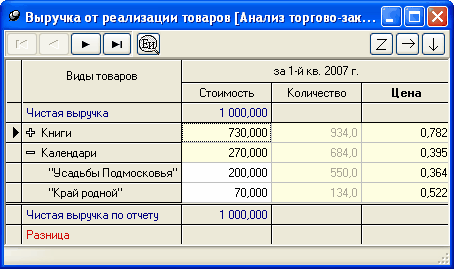 Выручка от реализации товаров [Анализ торгово-зак...
Еи Z
Виды товаров за 1-й кв. 2007 г.
Стоимость Количество Цена
Чистая выручка 1 000,000
Книги 730,000 934,0 0,782
Календари 270,000 684,0 0,395
"Усадьбы Подмосковья" 200,000 550,0 0,364
"Край родной" 70,000 134,0 0,522
Чистая выручка по отчету 1 000,000
Разница